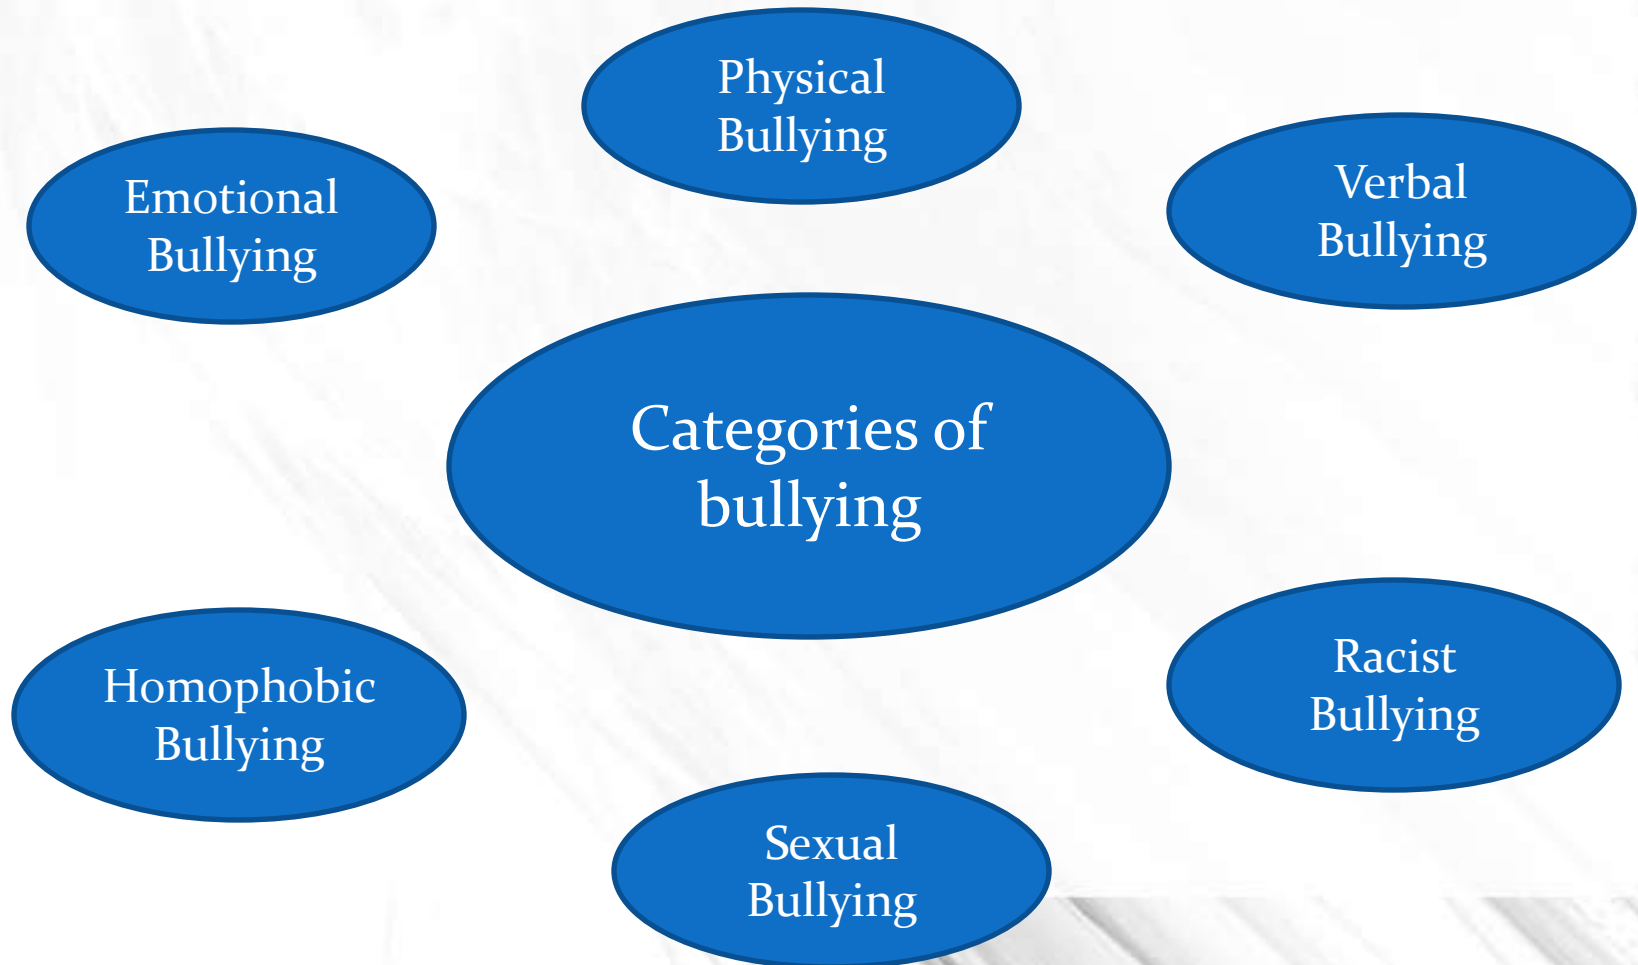 Physical
Bullying
Emotional
Bullying
Verbal
Bullying
Categories of
bullying
Homophobic
Bullying
Racist
Bullying
Sexual
Bullying